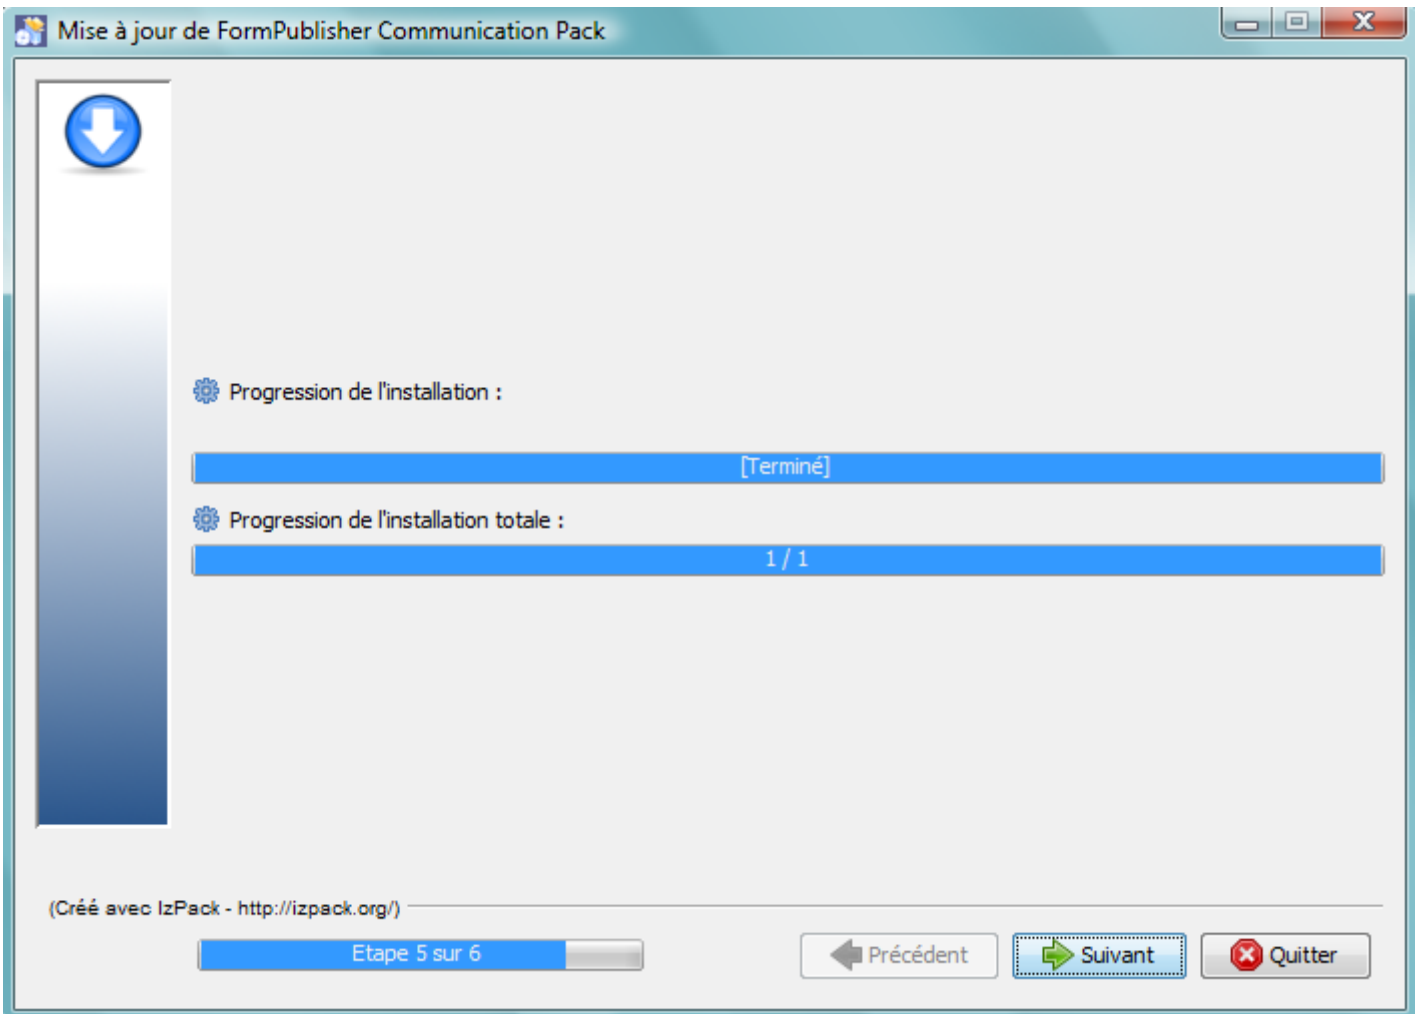 Mise à jour de FormPublisher Communication Pack
Progression de l'installation :
[Terminé]
Progression de l'installation totale :
1 / 1
(Créé avec IzPack - http://izpack.org/)
Etape 5 sur 6
Précédent
Suivant
Quitter